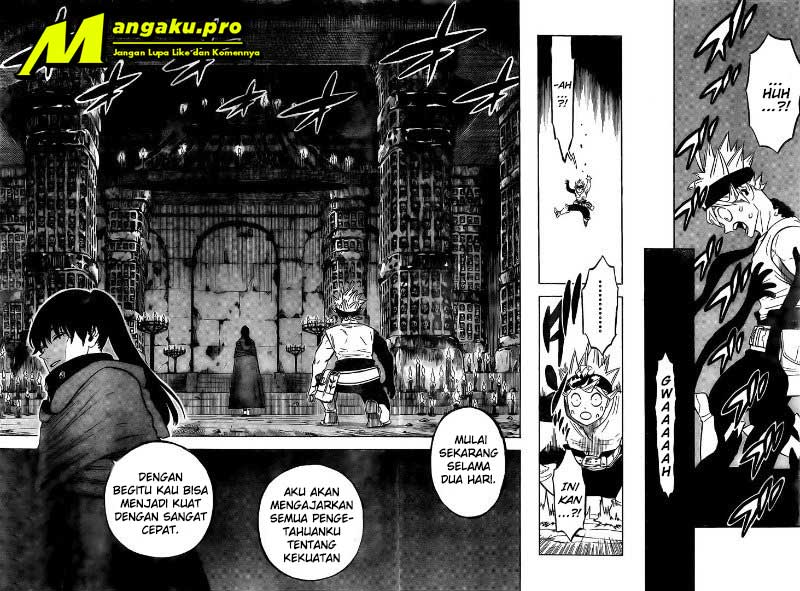 Mangaku.pro
Jangan Lupa Like dan Komennya
...
HUH
...?!
GWAAAAAH
-AH
...?!
..........
INI
KAN
...?!
MULAI
SEKARANG
SELAMA
DUA HARI.
AKU AKAN
MENGAJARKAN
SEMUA PENGE-
TAHUANKU
TENTANG
KEKUATAN
DENGAN
BEGITU KAU BISA
MENJADI KUAT
DENGAN SANGAT
CEPAT.